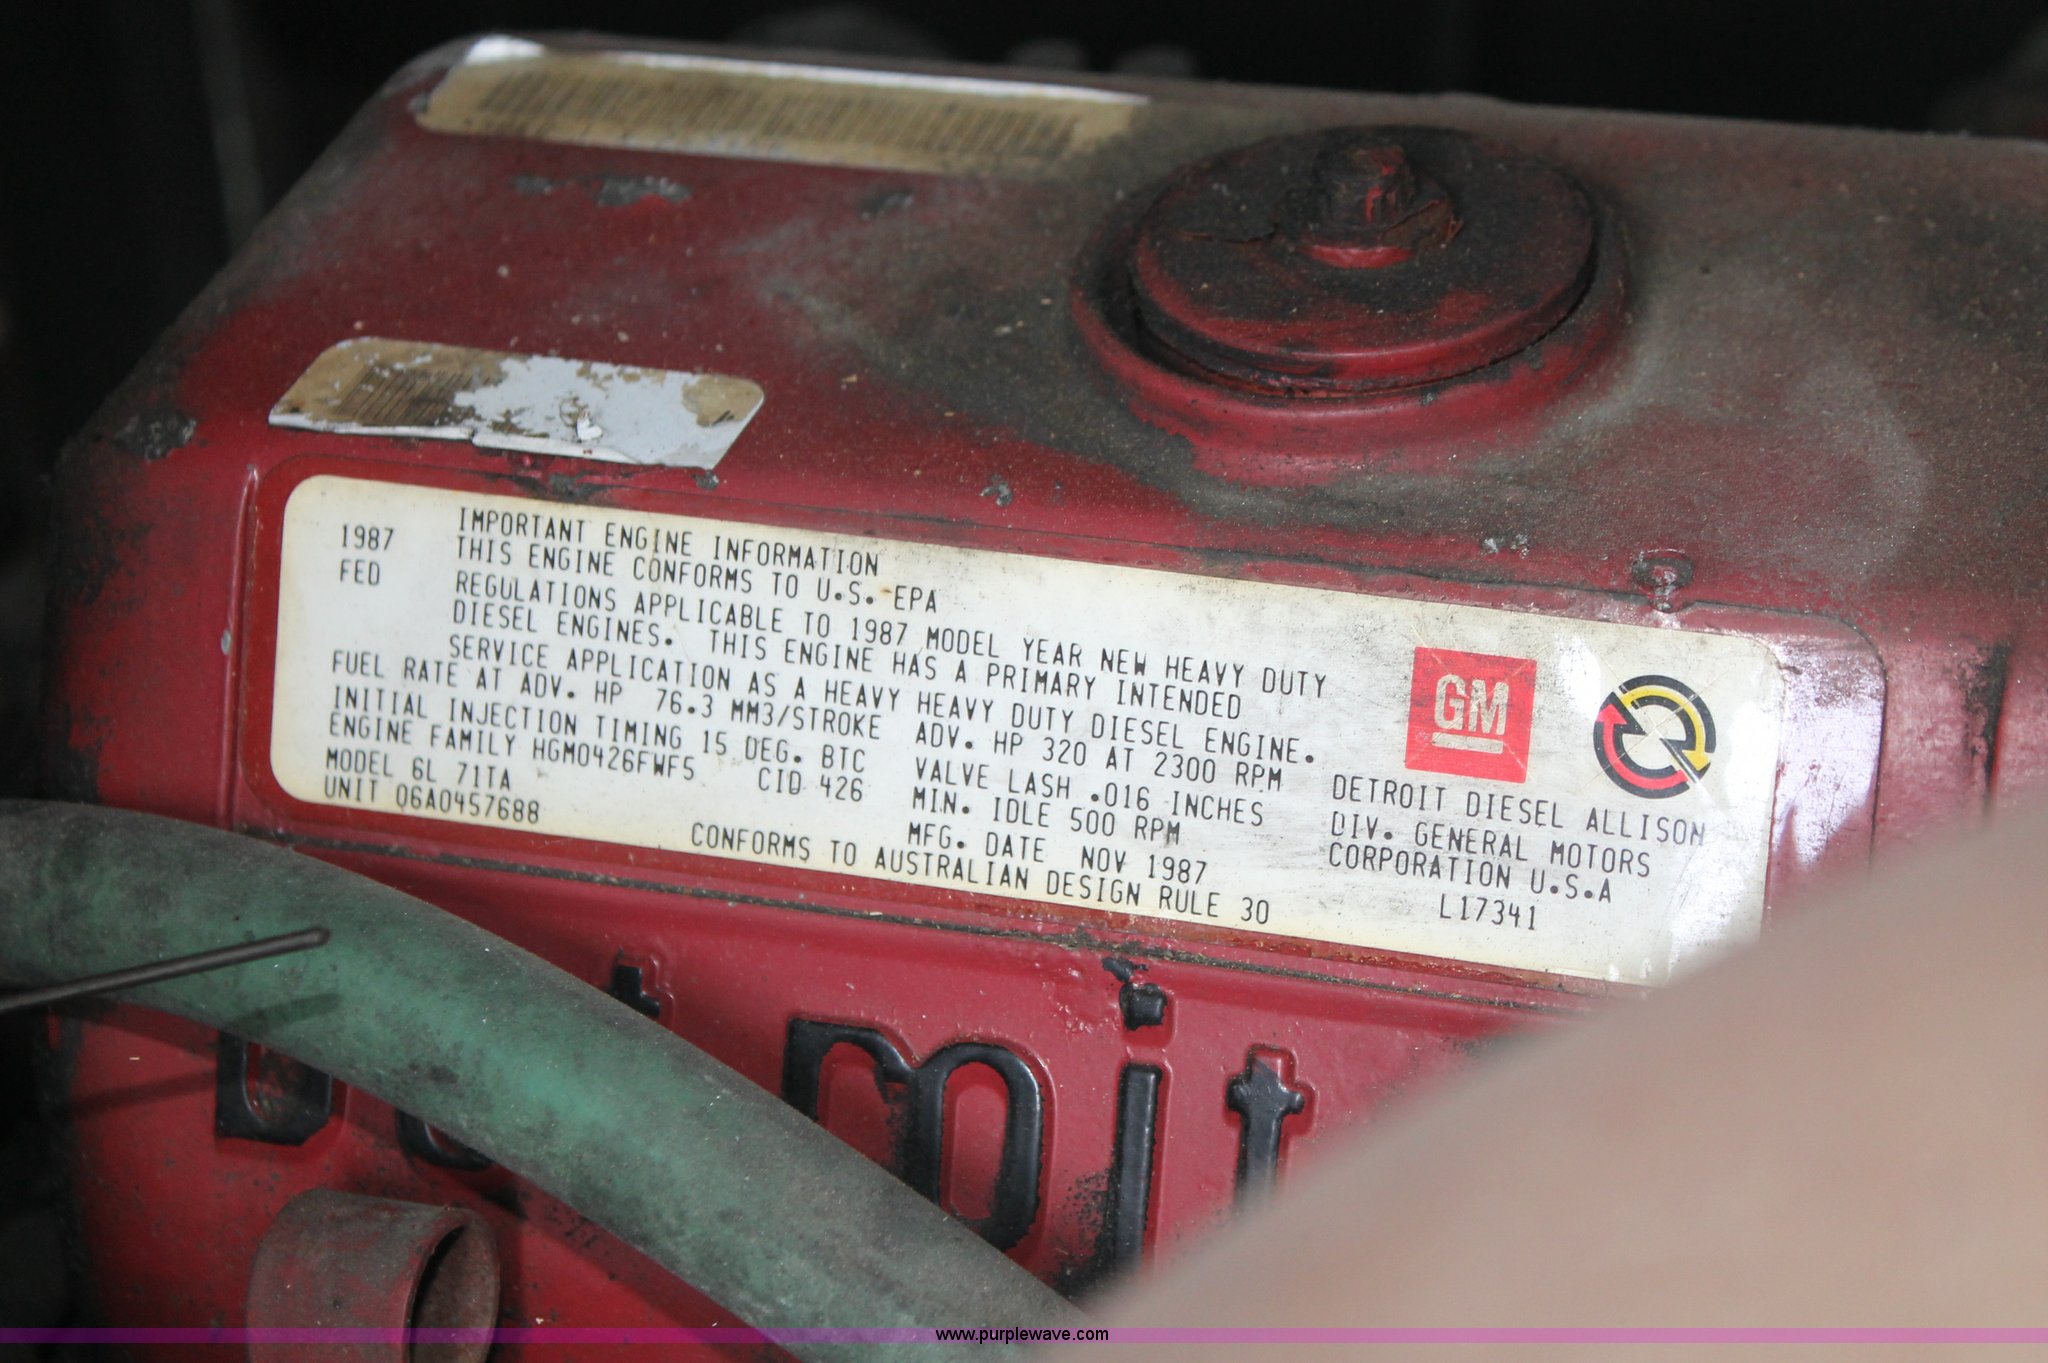 IMPORTANT ENGINE INFORMATION
1987 THIS ENGINE CONFORMS TO U.S. EPA
FED REGULATIONS APPLICABLE TO 1987 MODEL YEAR NEW HEAVY DUTY
DIESEL ENGINES. THIS ENGINE HAS A PRIMARY INTENDED
SERVICE APPLICATION AS A HEAVY HEAVY DUTY DIESEL ENGINE.
FUEL RATE AT ADV. HP 76.3 MM3/STROKE ADV. HP 320 AT 2300 RPM
INITIAL INJECTION TIMING 15 DEG. BTC VALVE LASH .016 INCHES
ENGINE FAMILY HGM0426FWF5 CID 426 MIN. IDLE 500 RPM
MODEL 6L 71TA MFG. DATE NOV 1987
UNIT 06A0457688
CONFORMS TO AUSTRALIAN DESIGN RULE 30
GM
DETROIT DIESEL ALLISON
DIV. GENERAL MOTORS
CORPORATION U.S.A
L17341
www.purplewave.com